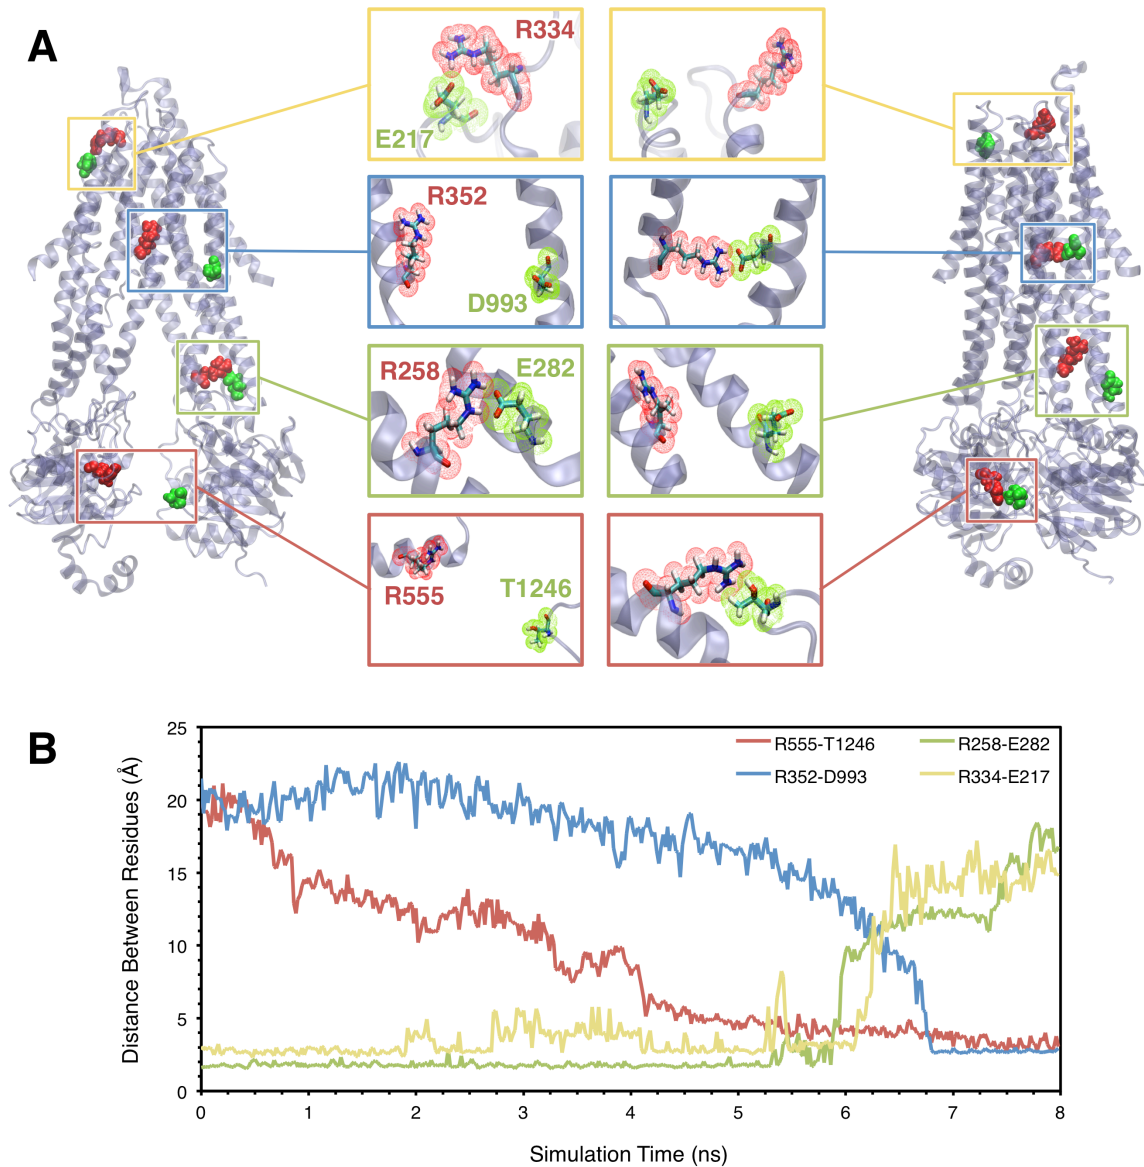 A
R334
E217
R352
D993
R258
E282
R555
T1246
B
Distance Between Residues (Å)
25
20
15
10
5
0
R555-T1246
R258-E282
R352-D993
R334-E217
0 1 2 3 4 5 6 7 8
Simulation Time (ns)